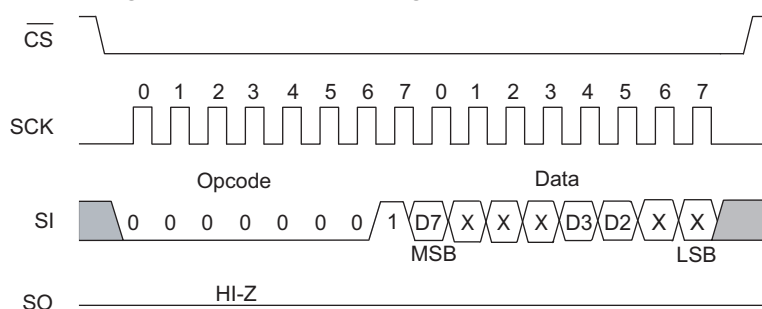 CS
0 1 2 3 4 5 6 7 0 1 2 3 4 5 6 7
SCK
Opcode Data
SI 0 0 0 0 0 0 0 1 D7 X X X D3 D2 X X
MSB LSB
HI-Z
SO